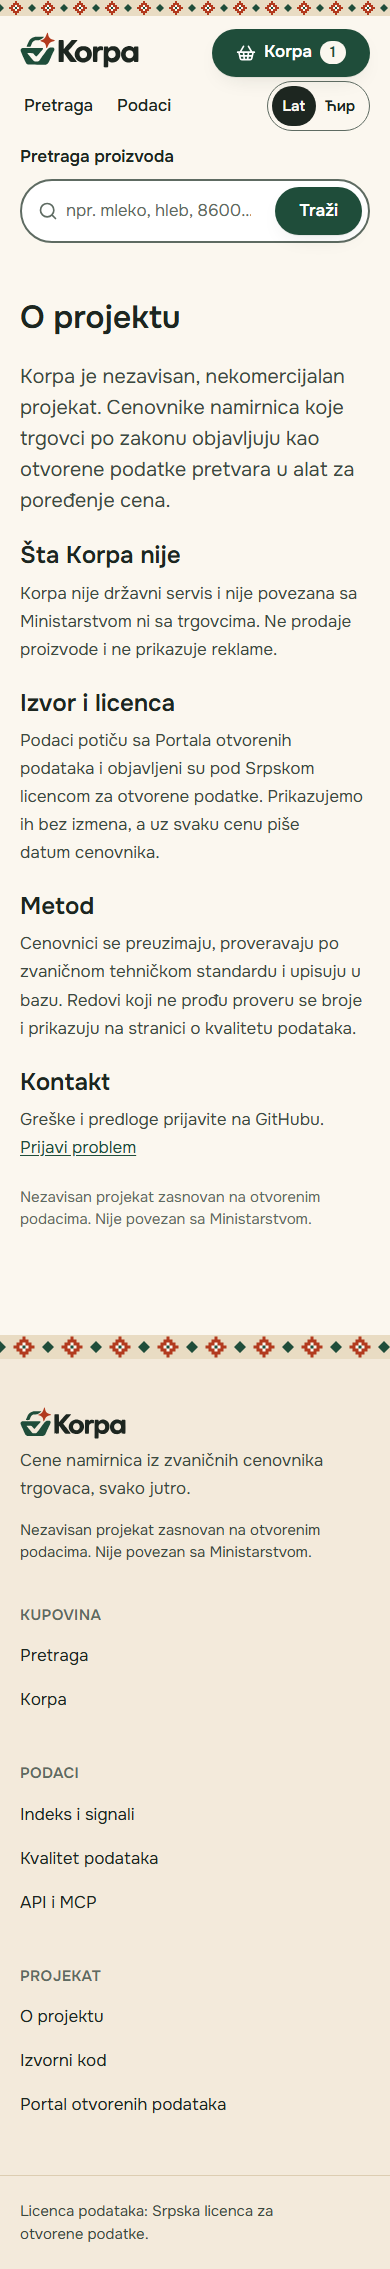 Korpa
Korpa 1
Pretraga Podaci
Lat Ћир
Pretraga proizvoda
npr. mleko, hleb, 8600...
Traži
O projektu
Korpa je nezavisan, nekomercijalan
projekat. Cenovnike namirnica koje
trgovci po zakonu objavljuju kao
otvorene podatke pretvara u alat za
poređenje cena.
Šta Korpa nije
Korpa nije državni servis i nije povezana sa
Ministarstvom ni sa trgovcima. Ne prodaje
proizvode i ne prikazuje reklame.
Izvor i licenca
Podaci potiču sa Portala otvorenih
podataka i objavljeni su pod Srpskom
licencom za otvorene podatke. Prikazujemo
ih bez izmena, a uz svaku cenu piše
datum cenovnika.
Metod
Cenovnici se preuzimaju, proveravaju po
zvaničnom tehničkom standardu i upisuju u
bazu. Redovi koji ne prođu proveru se broje
i prikazuju na stranici o kvalitetu podataka.
Kontakt
Greške i predloge prijavite na GitHubu.
Prijavi problem
Nezavisan projekat zasnovan na otvorenim
podacima. Nije povezan sa Ministarstvom.
Korpa
Cene namirnica iz zvaničnih cenovnika
trgovaca, svako jutro.
Nezavisan projekat zasnovan na otvorenim
podacima. Nije povezan sa Ministarstvom.
KUPOVINA
Pretraga
Korpa
PODACI
Indeks i signali
Kvalitet podataka
API i MCP
PROJEKAT
O projektu
Izvorni kod
Portal otvorenih podataka
Licenca podataka: Srpska licenca za
otvorene podatke.